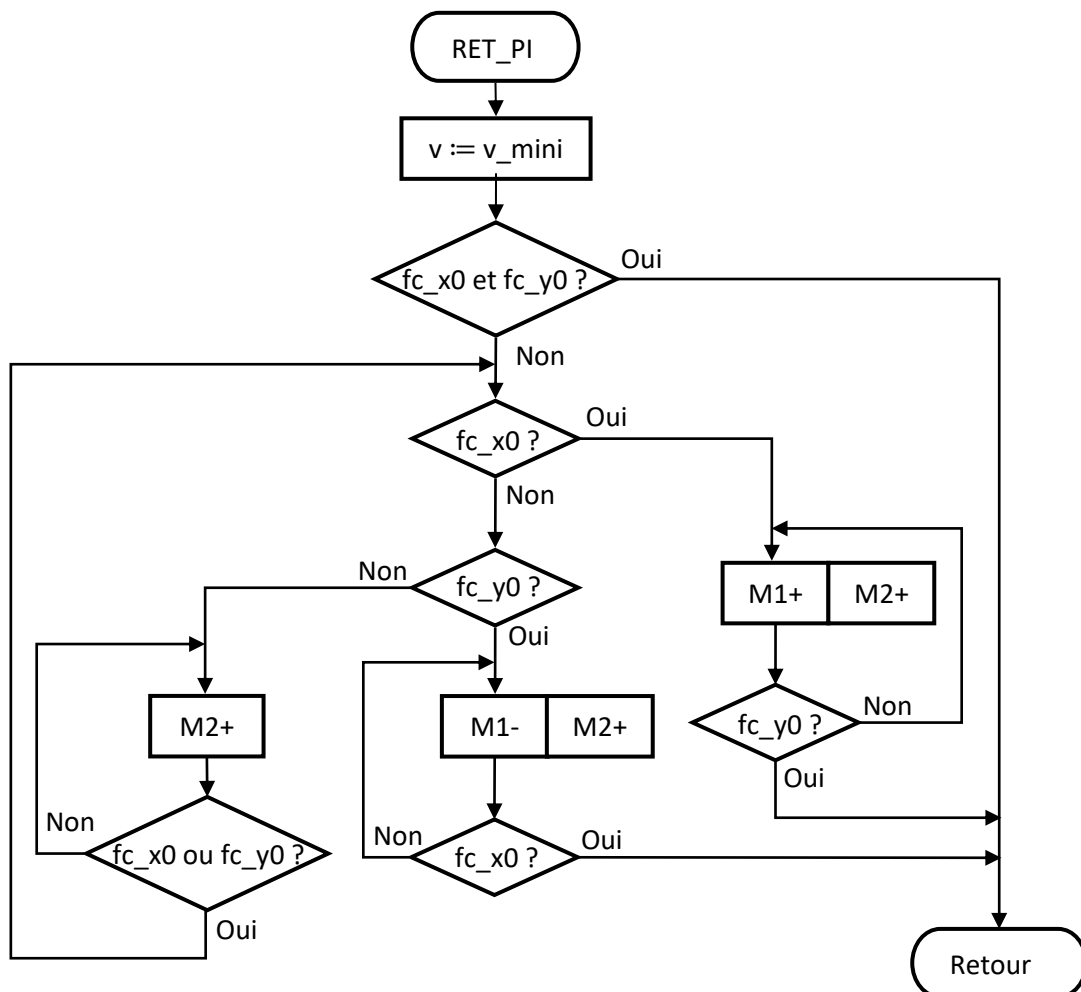 RET_PI
v := v_mini
fc_x0 et fc_y0 ?
Oui
Non
fc_x0 ?
Oui
Non
fc_y0 ?
Non
Oui
M1+
M2+
fc_y0 ?
Non
Oui
M2+
M1-
M2+
fc_x0 ou fc_y0 ?
Non
Oui
fc_x0 ?
Non
Oui
Retour